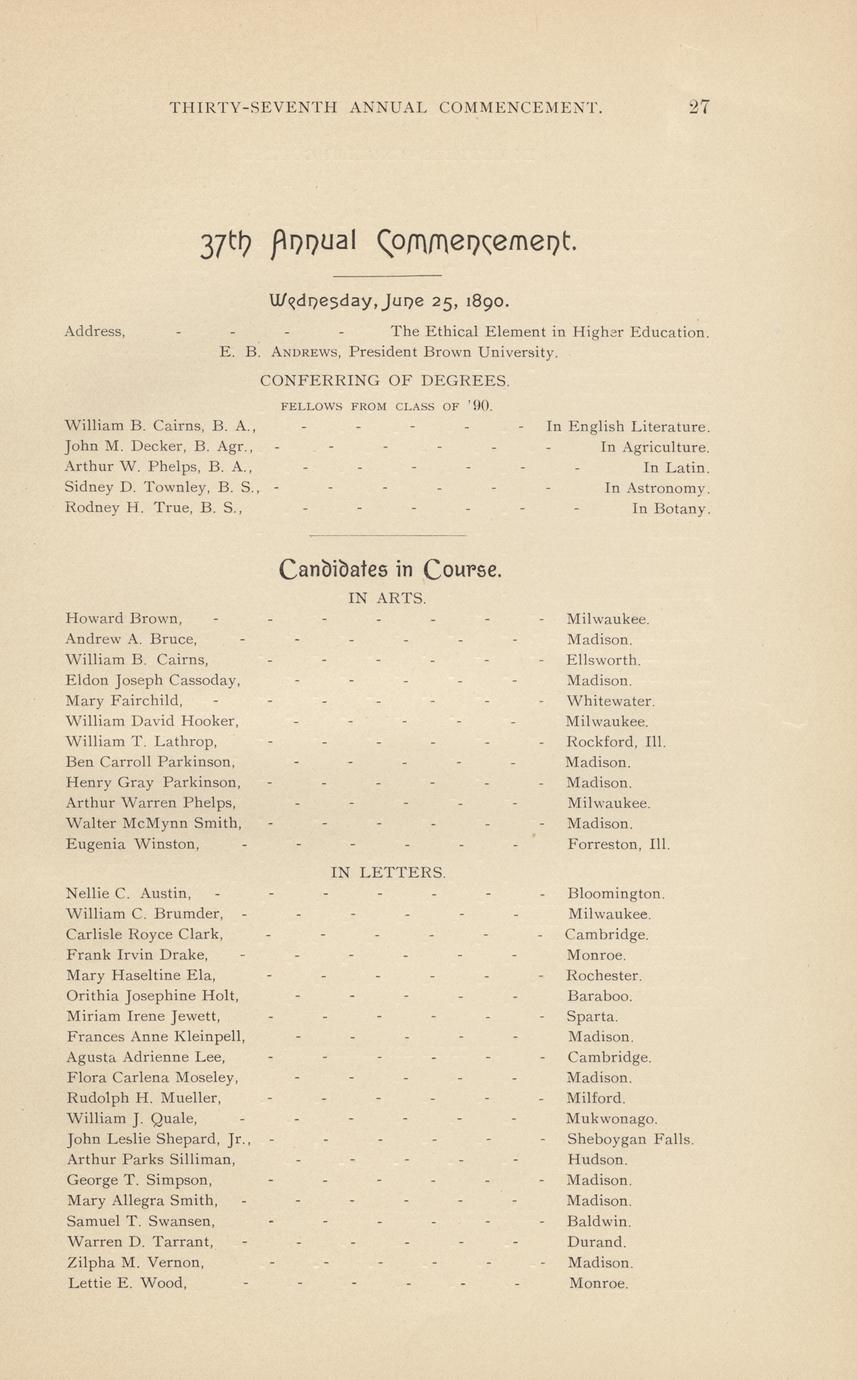 THIRTY-SEVENTH ANNUAL COMMENCEMENT. 27
37th Annual Commencement.
Wednesday, June 25, 1890.
Address, - - - - The Ethical Element in Higher Education.
E. B. ANDREWS, President Brown University.
CONFERRING OF DEGREES.
FELLOWS FROM CLASS OF '90.
William B. Cairns, B. A., - - - - - In English Literature.
John M. Decker, B. Agr., - - - - - - In Agriculture.
Arthur W. Phelps, B. A., - - - - - - In Latin.
Sidney D. Townley, B. S., - - - - - - In Astronomy.
Rodney H. True, B. S., - - - - - - In Botany.
Candidates in Course.
IN ARTS.
Howard Brown, - - - - - - - Milwaukee.
Andrew A. Bruce, - - - - - - Madison.
William B. Cairns, - - - - - - Ellsworth.
Eldon Joseph Cassoday, - - - - - Madison.
Mary Fairchild, - - - - - - - Whitewater.
William David Hooker, - - - - - Milwaukee.
William T. Lathrop, - - - - - - Rockford, Ill.
Ben Carroll Parkinson, - - - - - Madison.
Henry Gray Parkinson, - - - - - - Madison.
Arthur Warren Phelps, - - - - - Milwaukee.
Walter McMynn Smith, - - - - - - Madison.
Eugenia Winston, - - - - - - Forreston, Ill.
IN LETTERS.
Nellie C. Austin, - - - - - - - Bloomington.
William C. Brumder, - - - - - - Milwaukee.
Carlisle Royce Clark, - - - - - - Cambridge.
Frank Irvin Drake, - - - - - - Monroe.
Mary Haseltine Ela, - - - - - - Rochester.
Orithia Josephine Holt, - - - - - Baraboo.
Miriam Irene Jewett, - - - - - - Sparta.
Frances Anne Kleinpell, - - - - - Madison.
Agusta Adrienne Lee, - - - - - - Cambridge.
Flora Carlena Moseley, - - - - - Madison.
Rudolph H. Mueller, - - - - - - Milford.
William J. Quale, - - - - - - Mukwonago.
John Leslie Shepard, Jr., - - - - - - Sheboygan Falls.
Arthur Parks Silliman, - - - - - Hudson.
George T. Simpson, - - - - - - Madison.
Mary Allegra Smith, - - - - - - Madison.
Samuel T. Swansen, - - - - - - Baldwin.
Warren D. Tarrant, - - - - - - Durand.
Zilpha M. Vernon, - - - - - - Madison.
Lettie E. Wood, - - - - - - Monroe.